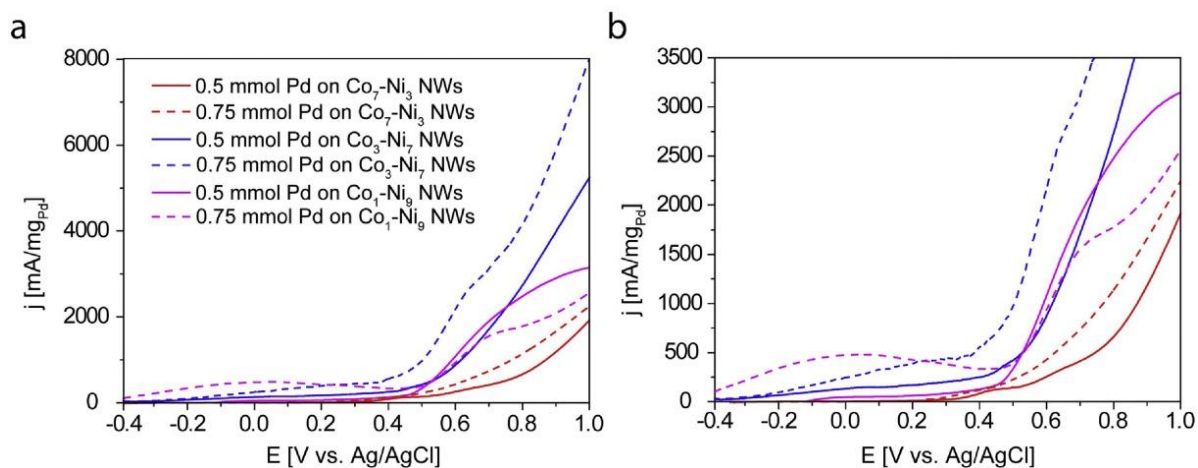 a
8000
6000
4000
2000
0
j [mA/mg_Pd]
0.5 mmol Pd on Co₇-Ni₃ NWs
0.75 mmol Pd on Co₇-Ni₃ NWs
0.5 mmol Pd on Co₃-Ni₇ NWs
0.75 mmol Pd on Co₃-Ni₇ NWs
0.5 mmol Pd on Co₁-Ni₉ NWs
0.75 mmol Pd on Co₁-Ni₉ NWs
-0.4 -0.2 0.0 0.2 0.4 0.6 0.8 1.0
E [V vs. Ag/AgCl]
b
3500
3000
2500
2000
1500
1000
500
0
j [mA/mg_Pd]
-0.4 -0.2 0.0 0.2 0.4 0.6 0.8 1.0
E [V vs. Ag/AgCl]